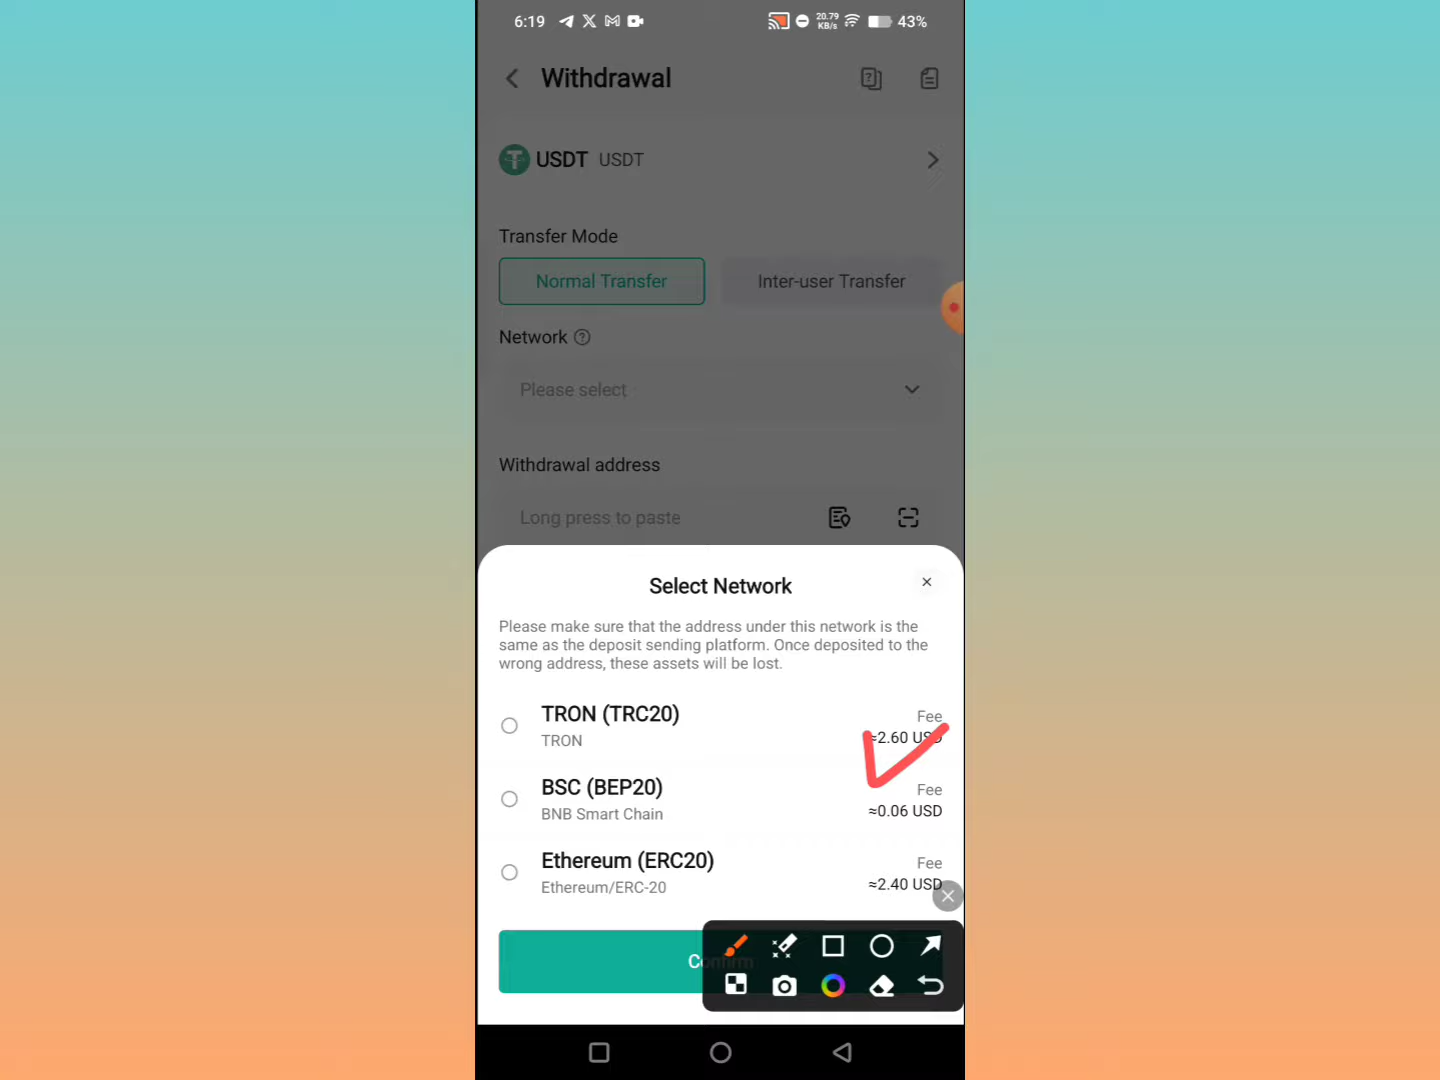 6:19
20.79
KB/s
43%
Withdrawal
USDT USDT
Transfer Mode
Normal Transfer
Inter-user Transfer
Network
Please select
Withdrawal address
Long press to paste
Select Network
Please make sure that the address under this network is the
same as the deposit sending platform. Once deposited to the
wrong address, these assets will be lost.
TRON (TRC20)
Fee
TRON
≈2.60 USD
BSC (BEP20)
Fee
BNB Smart Chain
≈0.06 USD
Ethereum (ERC20)
Fee
Ethereum/ERC-20
≈2.40 USD
Confirm